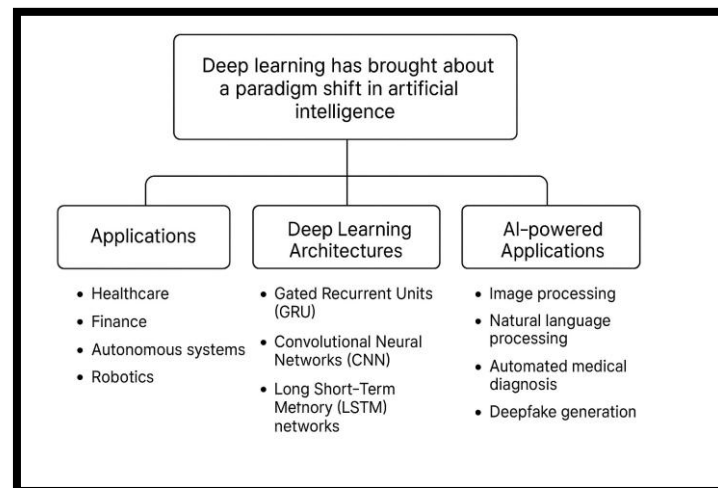 Deep learning has brought about
a paradigm shift in artificial
intelligence
Applications
• Healthcare
• Finance
• Autonomous systems
• Robotics
Deep Learning
Architectures
• Gated Recurrent Units
(GRU)
• Convolutional Neural
Networks (CNN)
• Long Short-Term
Metnory (LSTM)
networks
AI-powered
Applications
• Image processing
• Natural language
processing
• Automated medical
diagnosis
• Deepfake generation